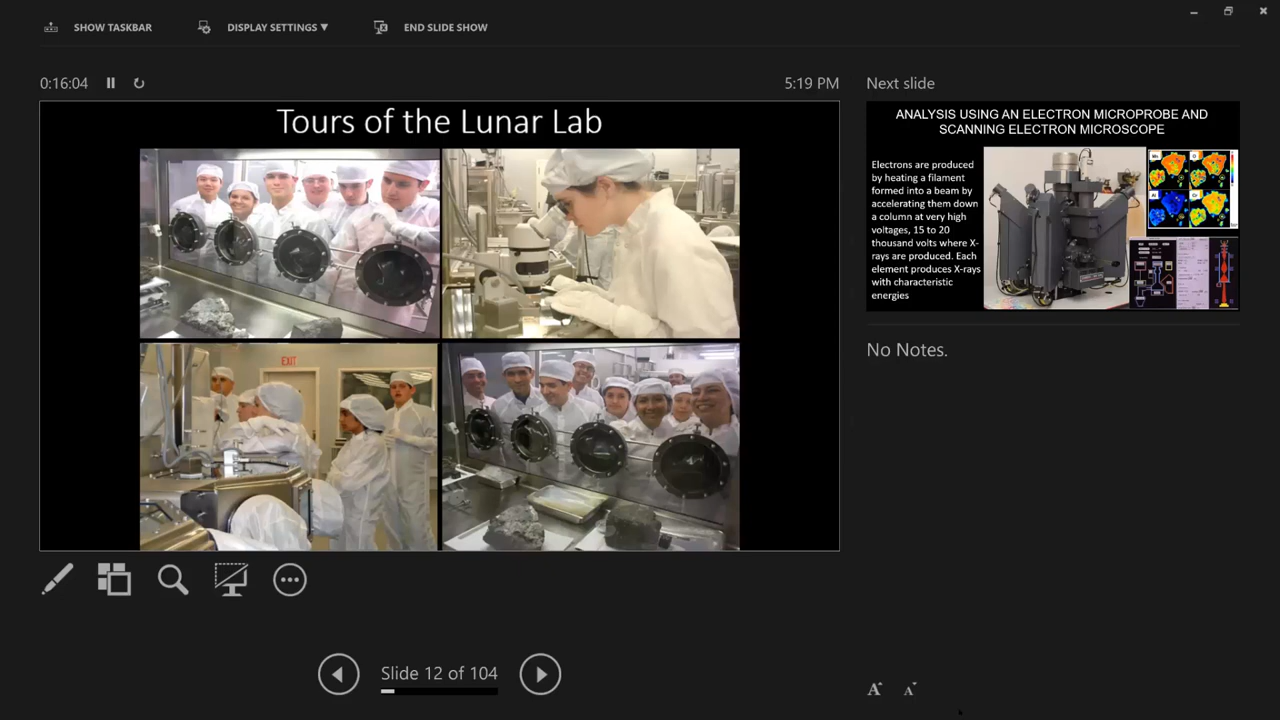 SHOW TASKBAR
DISPLAY SETTINGS ▼
END SLIDE SHOW
0:16:04
5:19 PM
Next slide
Tours of the Lunar Lab
EXIT
ANALYSIS USING AN ELECTRON MICROPROBE AND
SCANNING ELECTRON MICROSCOPE
Electrons are produced
by heating a filament
formed into a beam by
accelerating them down
a column at very high
voltages, 15 to 20
thousand volts where X-
rays are produced. Each
element produces X-rays
with characteristic
energies
No Notes.
Slide 12 of 104
A A